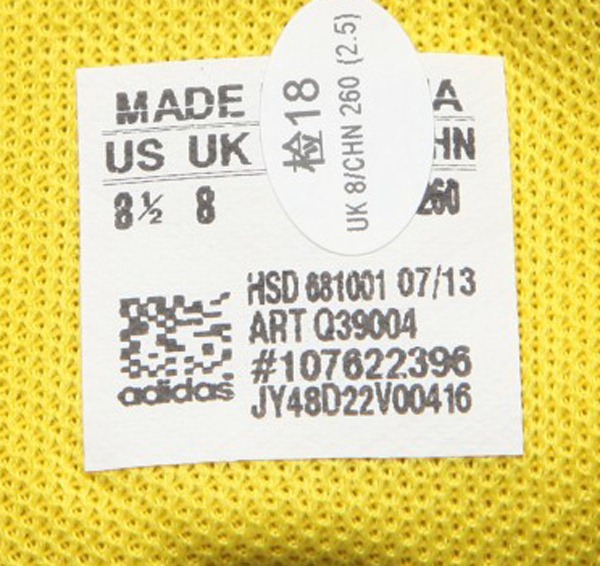 MADE
US UK HN
8½ 8 260
检18
UK 8/CHN 260 (2.5)
HSD 681001 07/13
ART Q39004
#107622396
JY48D22V00416
adidas